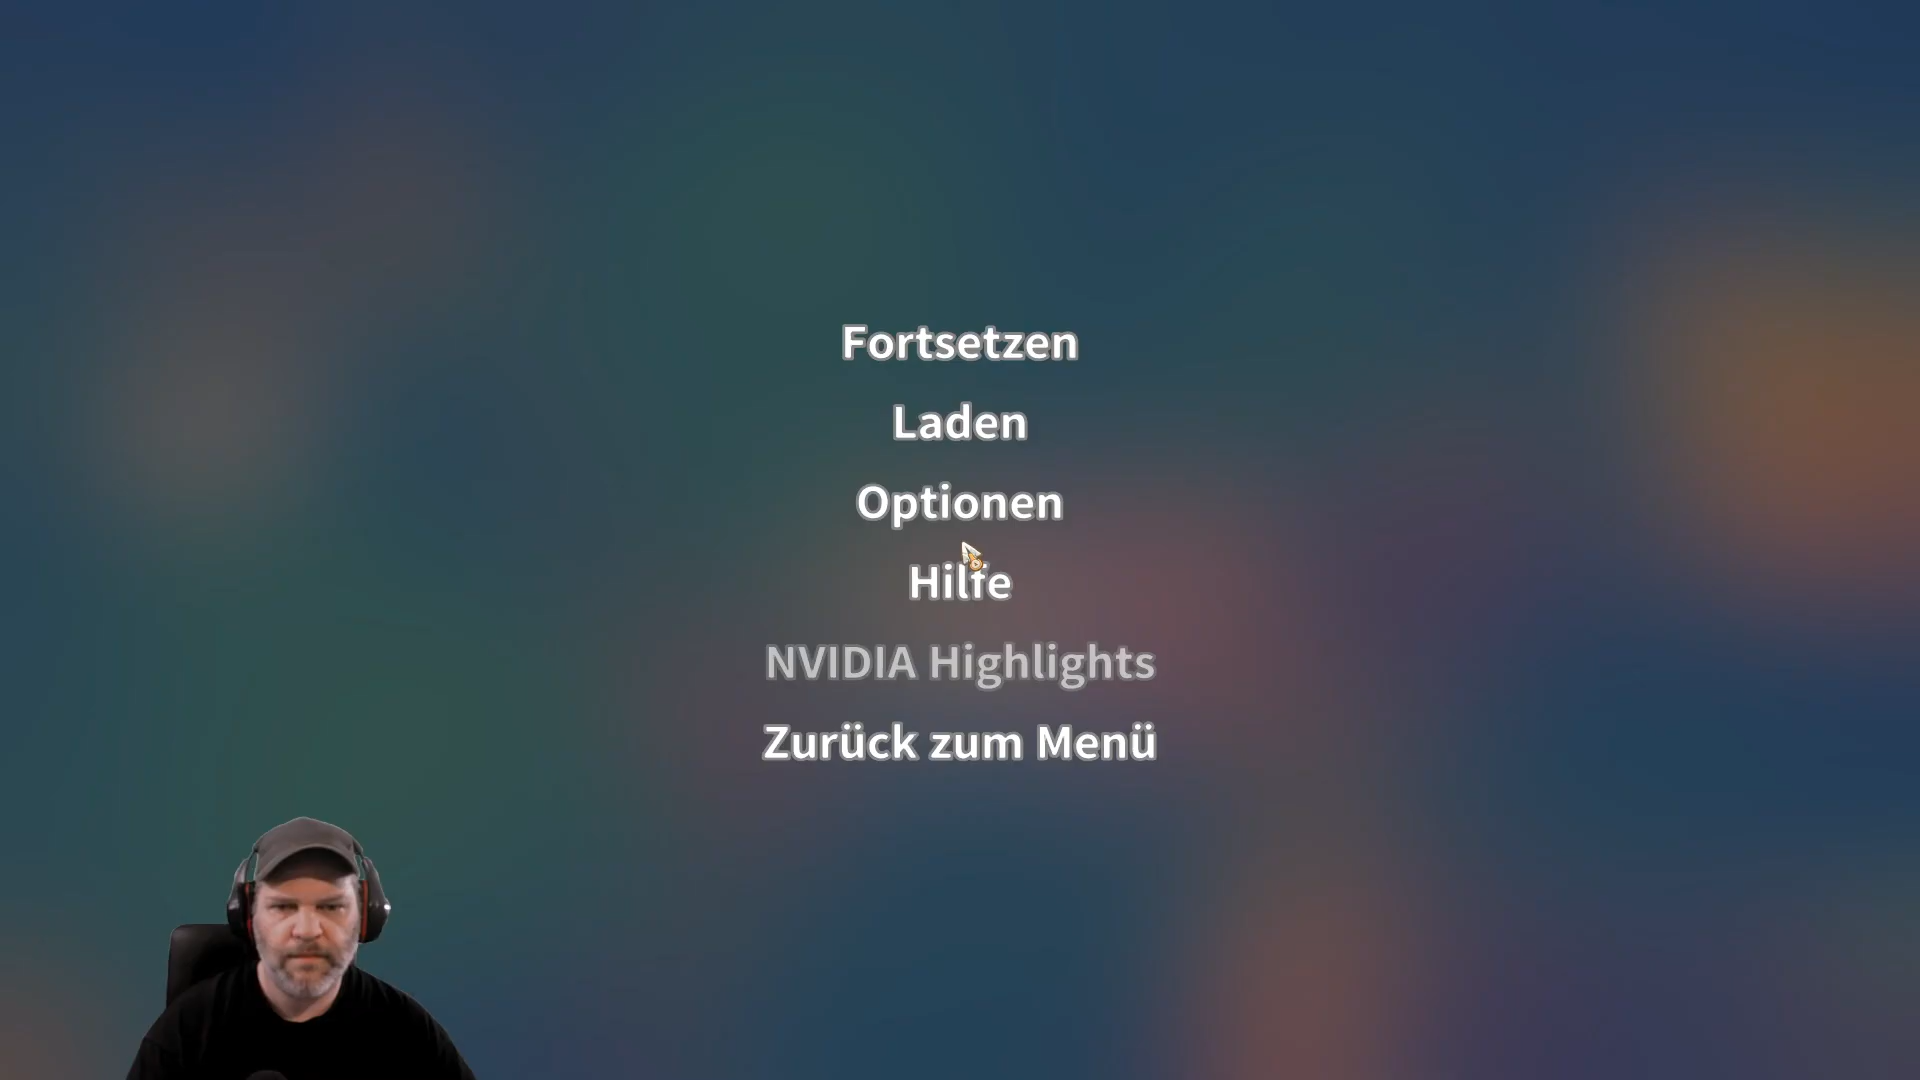 Fortsetzen
Laden
Optionen
Hilfe
NVIDIA Highlights
Zurück zum Menü